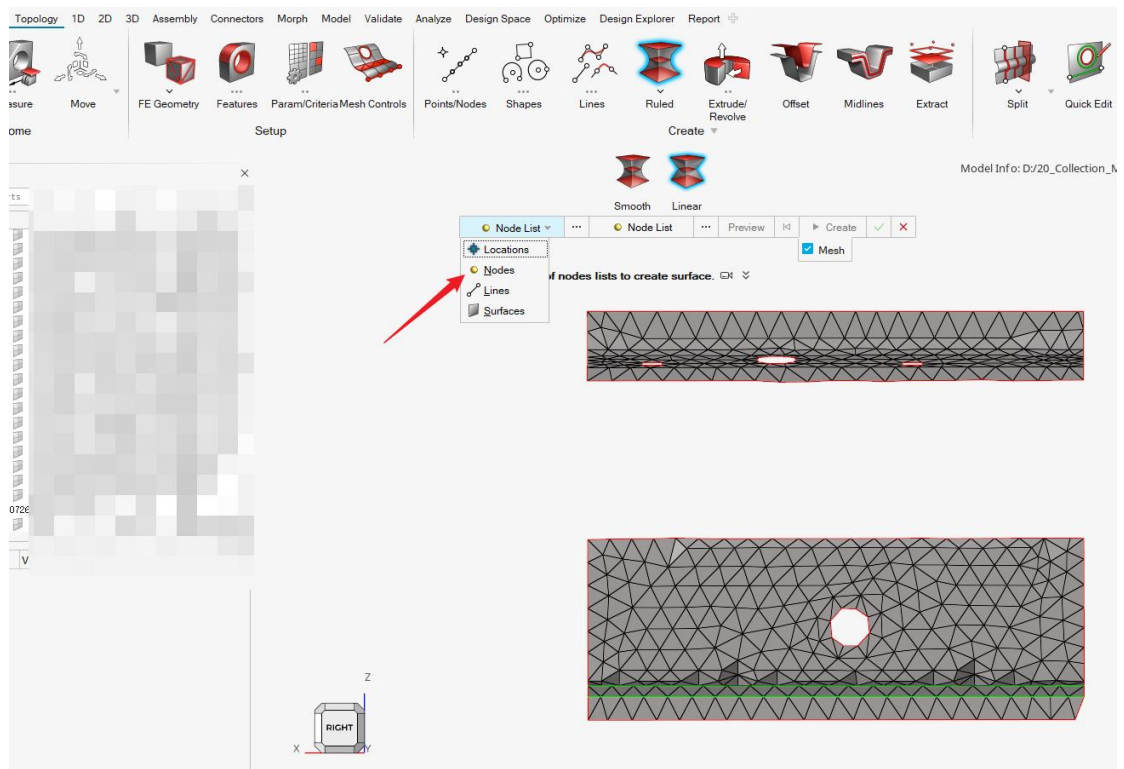 Topology 1D 2D 3D Assembly Connectors Morph Model Validate Analyze Design Space Optimize Design Explorer Report
asure Move FE Geometry Features Param/Criteria Mesh Controls Points/Nodes Shapes Lines Ruled Extrude/ Offset Midlines Extract Split Quick Edit
Revolve
ome Setup Create
Model Info: D:/20_Collection_M
rts
Smooth Linear
Node List ... Node List ... Preview Create
Locations Mesh
Nodes of nodes lists to create surface.
Lines
Surfaces
0726
V
Z
RIGHT
X Y